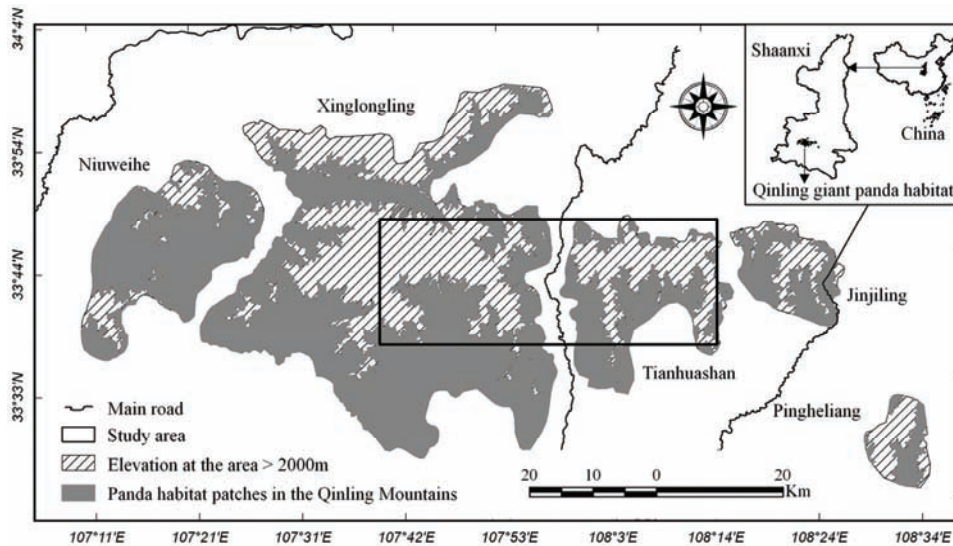 34°4'N
33°54'N
33°44'N
33°33'N
Xinglongling
Niuweihe
Shaanxi
China
Qinling giant panda habitat
Jinjiling
Tianhuashan
Pingheliang
Main road
Study area
Elevation at the area > 2000m
Panda habitat patches in the Qinling Mountains
20 10 0 20
Km
107°11'E 107°21'E 107°31'E 107°42'E 107°53'E 108°3'E 108°14'E 108°24'E 108°34'E